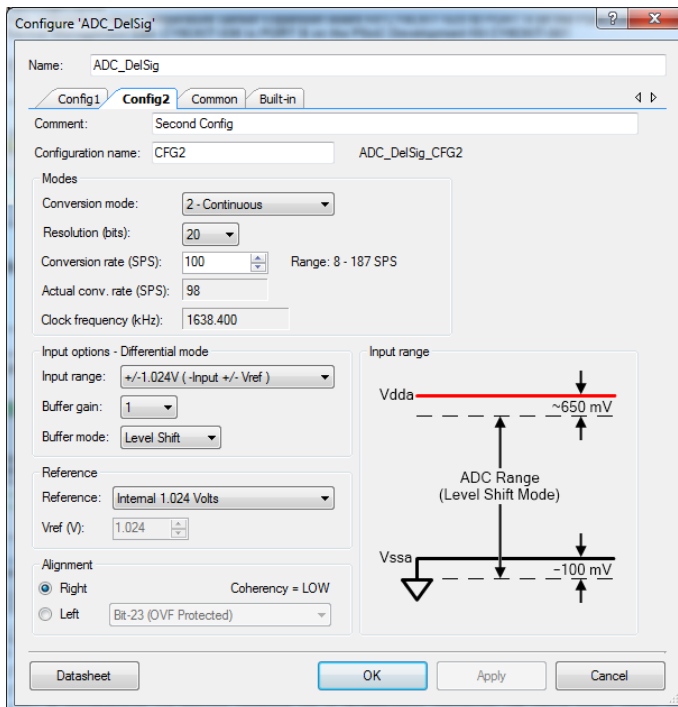 Configure 'ADC_DelSig'
Name: ADC_DelSig
Config1 Config2 Common Built-in
Comment: Second Config
Configuration name: CFG2 ADC_DelSig_CFG2
Modes
Conversion mode: 2 - Continuous
Resolution (bits): 20
Conversion rate (SPS): 100 Range: 8 - 187 SPS
Actual conv. rate (SPS): 98
Clock frequency (kHz): 1638.400
Input options - Differential mode
Input range: +/-1.024V ( -Input +/- Vref )
Buffer gain: 1
Buffer mode: Level Shift
Reference
Reference: Internal 1.024 Volts
Vref (V): 1.024
Alignment
Right Coherency = LOW
Left Bit-23 (OVF Protected)
Input range
Vdda
~650 mV
ADC Range
(Level Shift Mode)
Vssa
-100 mV
Datasheet OK Apply Cancel